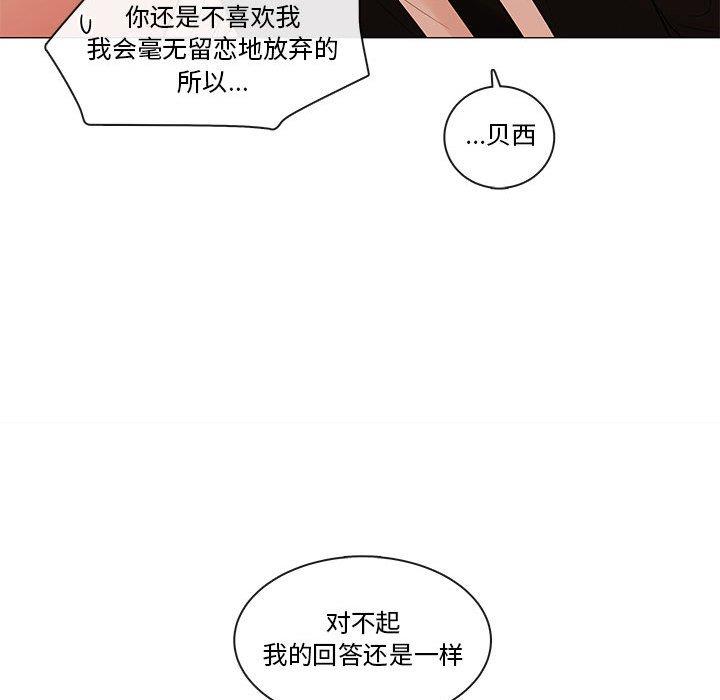 你还是不喜欢我
我会毫无留恋地放弃的
所以...
...贝西
对不起
我的回答还是一样